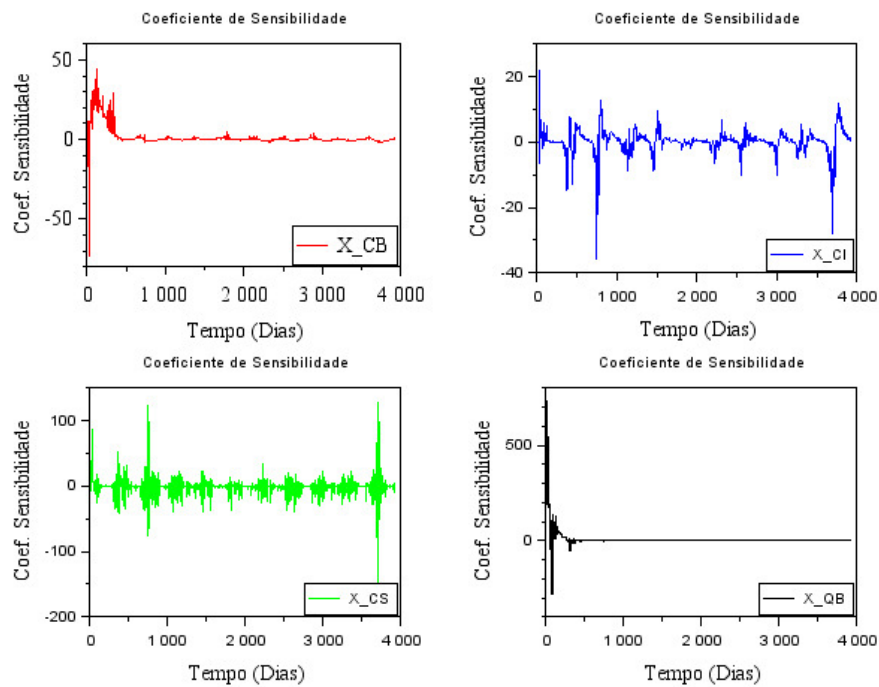 Coeficiente de Sensibilidade
Coef. Sensibilidade
50
0
-50
X_CB
0 1 000 2 000 3 000 4 000
Tempo (Dias)
Coeficiente de Sensibilidade
Coef. Sensibilidade
20
0
-20
-40
X_CI
0 1 000 2 000 3 000 4 000
Tempo (Dias)
Coeficiente de Sensibilidade
Coef. Sensibilidade
100
0
-100
-200
X_CS
0 1 000 2 000 3 000 4 000
Tempo (Dias)
Coeficiente de Sensibilidade
Coef. Sensibilidade
500
0
X_QB
0 1 000 2 000 3 000 4 000
Tempo (Dias)